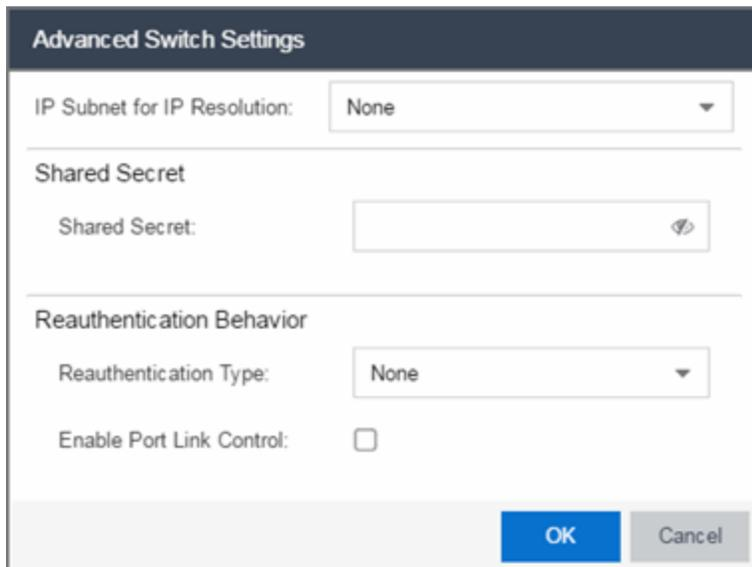 Advanced Switch Settings
IP Subnet for IP Resolution: None
Shared Secret
Shared Secret:
Reauthentication Behavior
Reauthentication Type: None
Enable Port Link Control:
OK Cancel